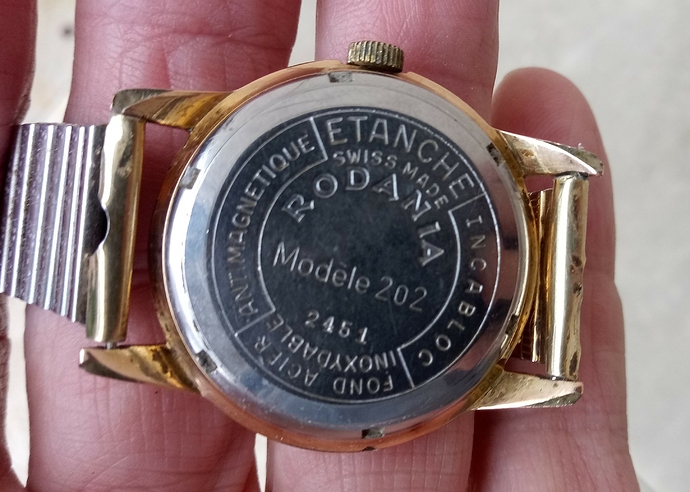 ETANCHE
SWISS MADE
RODANIA
Modèle 202
2451
INCABLOC
FOND ACIER
INOXYDABLE
ANTIMAGNETIQUE